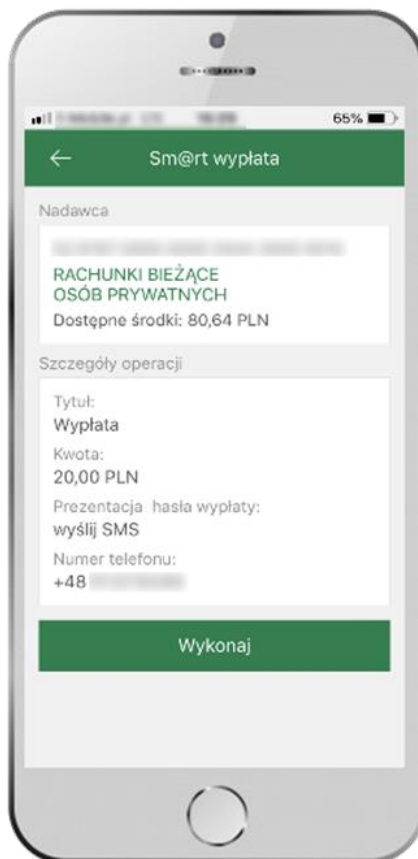 65%
Sm@rt wypłata
Nadawca
RACHUNKI BIEŻĄCE
OSÓB PRYWATNYCH
Dostępne środki: 80,64 PLN
Szczegóły operacji
Tytuł:
Wypłata
Kwota:
20,00 PLN
Prezentacja hasła wypłaty:
wyślij SMS
Numer telefonu:
+48
Wykonaj